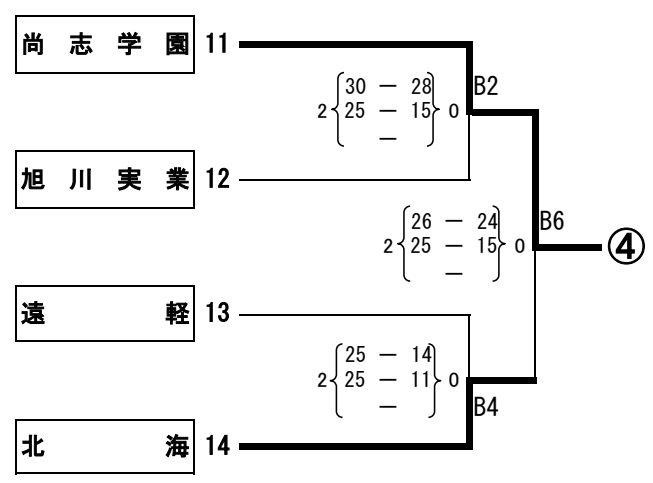 尚志学園 11
30 － 28 B2
2 25 － 15 0
－
旭川実業 12
26 － 24 B6
2 25 － 15 0 ④
－
遠軽 13
25 － 14
2 25 － 11 0
－ B4
北海 14